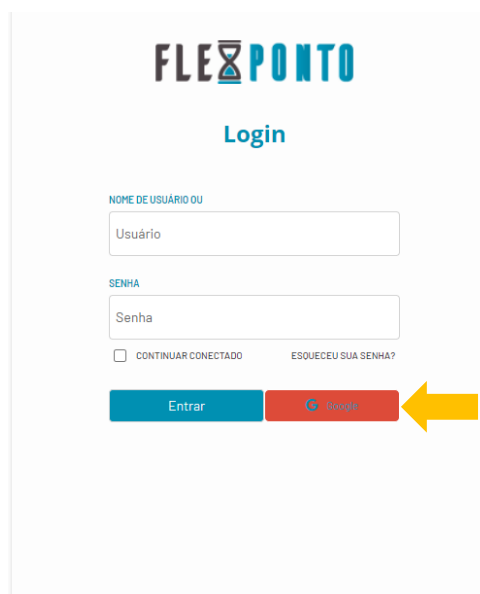 FLEXPONTO
Login
NOME DE USUÁRIO OU
Usuário
SENHA
Senha
CONTINUAR CONECTADO ESQUECEU SUA SENHA?
Entrar G Google